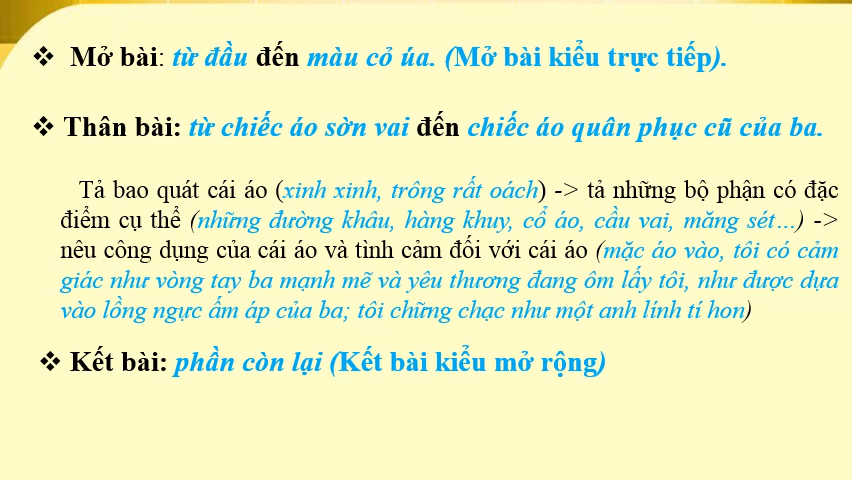 ❖ Mở bài: từ đầu đến màu cỏ úa. (Mở bài kiểu trực tiếp).
❖ Thân bài: từ chiếc áo sờn vai đến chiếc áo quân phục cũ của ba.
Tả bao quát cái áo (xinh xinh, trông rất oách) -> tả những bộ phận có đặc
điểm cụ thể (những đường khâu, hàng khuy, cổ áo, cầu vai, măng sét…) ->
nêu công dụng của cái áo và tình cảm đối với cái áo (mặc áo vào, tôi có cảm
giác như vòng tay ba mạnh mẽ và yêu thương đang ôm lấy tôi, như được dựa
vào lồng ngực ấm áp của ba; tôi chững chạc như một anh lính tí hon)
❖ Kết bài: phần còn lại (Kết bài kiểu mở rộng)